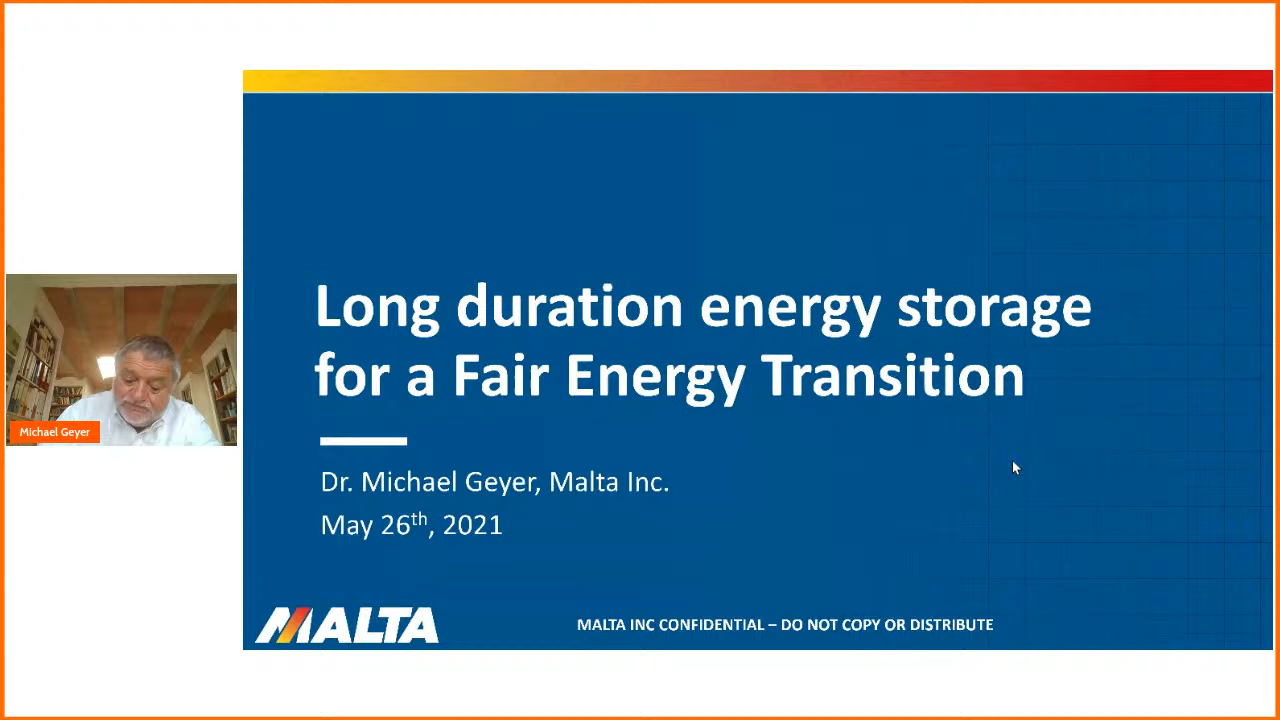 Long duration energy storage
for a Fair Energy Transition
Michael Geyer
Dr. Michael Geyer, Malta Inc.
May 26th, 2021
MALTA
MALTA INC CONFIDENTIAL – DO NOT COPY OR DISTRIBUTE